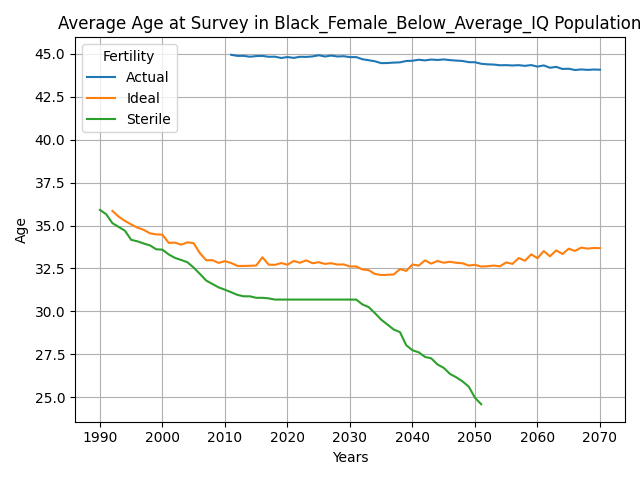 Average Age at Survey in Black_Female_Below_Average_IQ Population
Fertility
Actual
Ideal
Sterile
45.0
42.5
40.0
37.5
35.0
32.5
30.0
27.5
25.0
Age
1990 2000 2010 2020 2030 2040 2050 2060 2070
Years